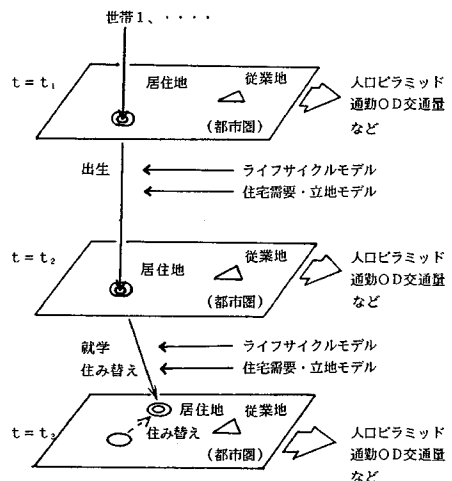 世帯1、・・・・
t=t₁
居住地
従業地
(都市圏)
人口ピラミッド
通勤OD交通量
など
出生
ライフサイクルモデル
住宅需要・立地モデル
t=t₂
居住地
従業地
(都市圏)
人口ピラミッド
通勤OD交通量
など
就学
住み替え
ライフサイクルモデル
住宅需要・立地モデル
t=t₃
居住地
従業地
住み替え
(都市圏)
人口ピラミッド
通勤OD交通量
など